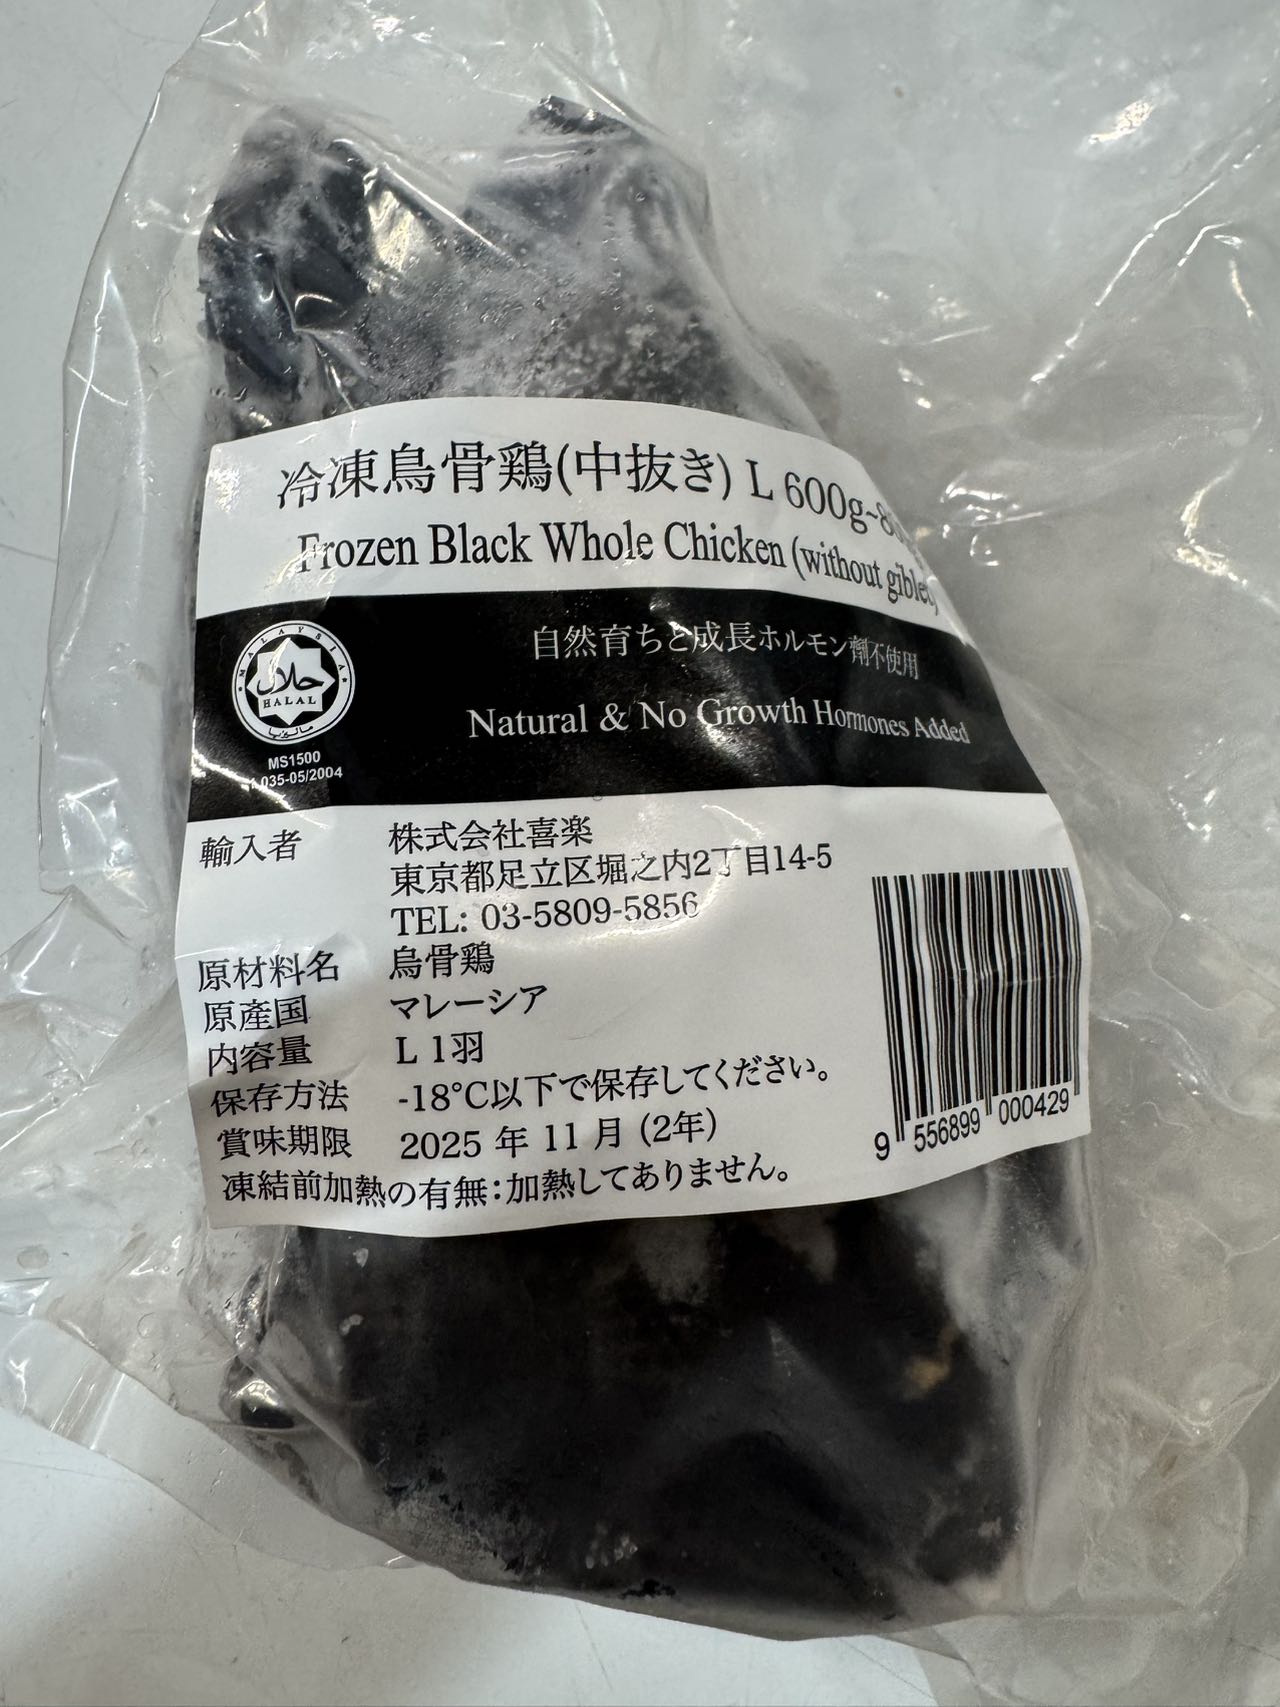 冷凍烏骨鶏(中抜き) L 600g~
Frozen Black Whole Chicken (without giblet)
自然育ちと成長ホルモン剤不使用
Natural & No Growth Hormones Added
MALAYSIA
حلال
HALAL
ماليزيا
MS1500
035-05/2004
輸入者 株式会社喜楽
東京都足立区堀之内2丁目14-5
TEL: 03-5809-5856
原材料名 烏骨鶏
原産国 マレーシア
内容量 L 1羽
保存方法 -18°C以下で保存してください。
賞味期限 2025 年 11 月 (2年)
凍結前加熱の有無：加熱してありません。
9 556899 000429